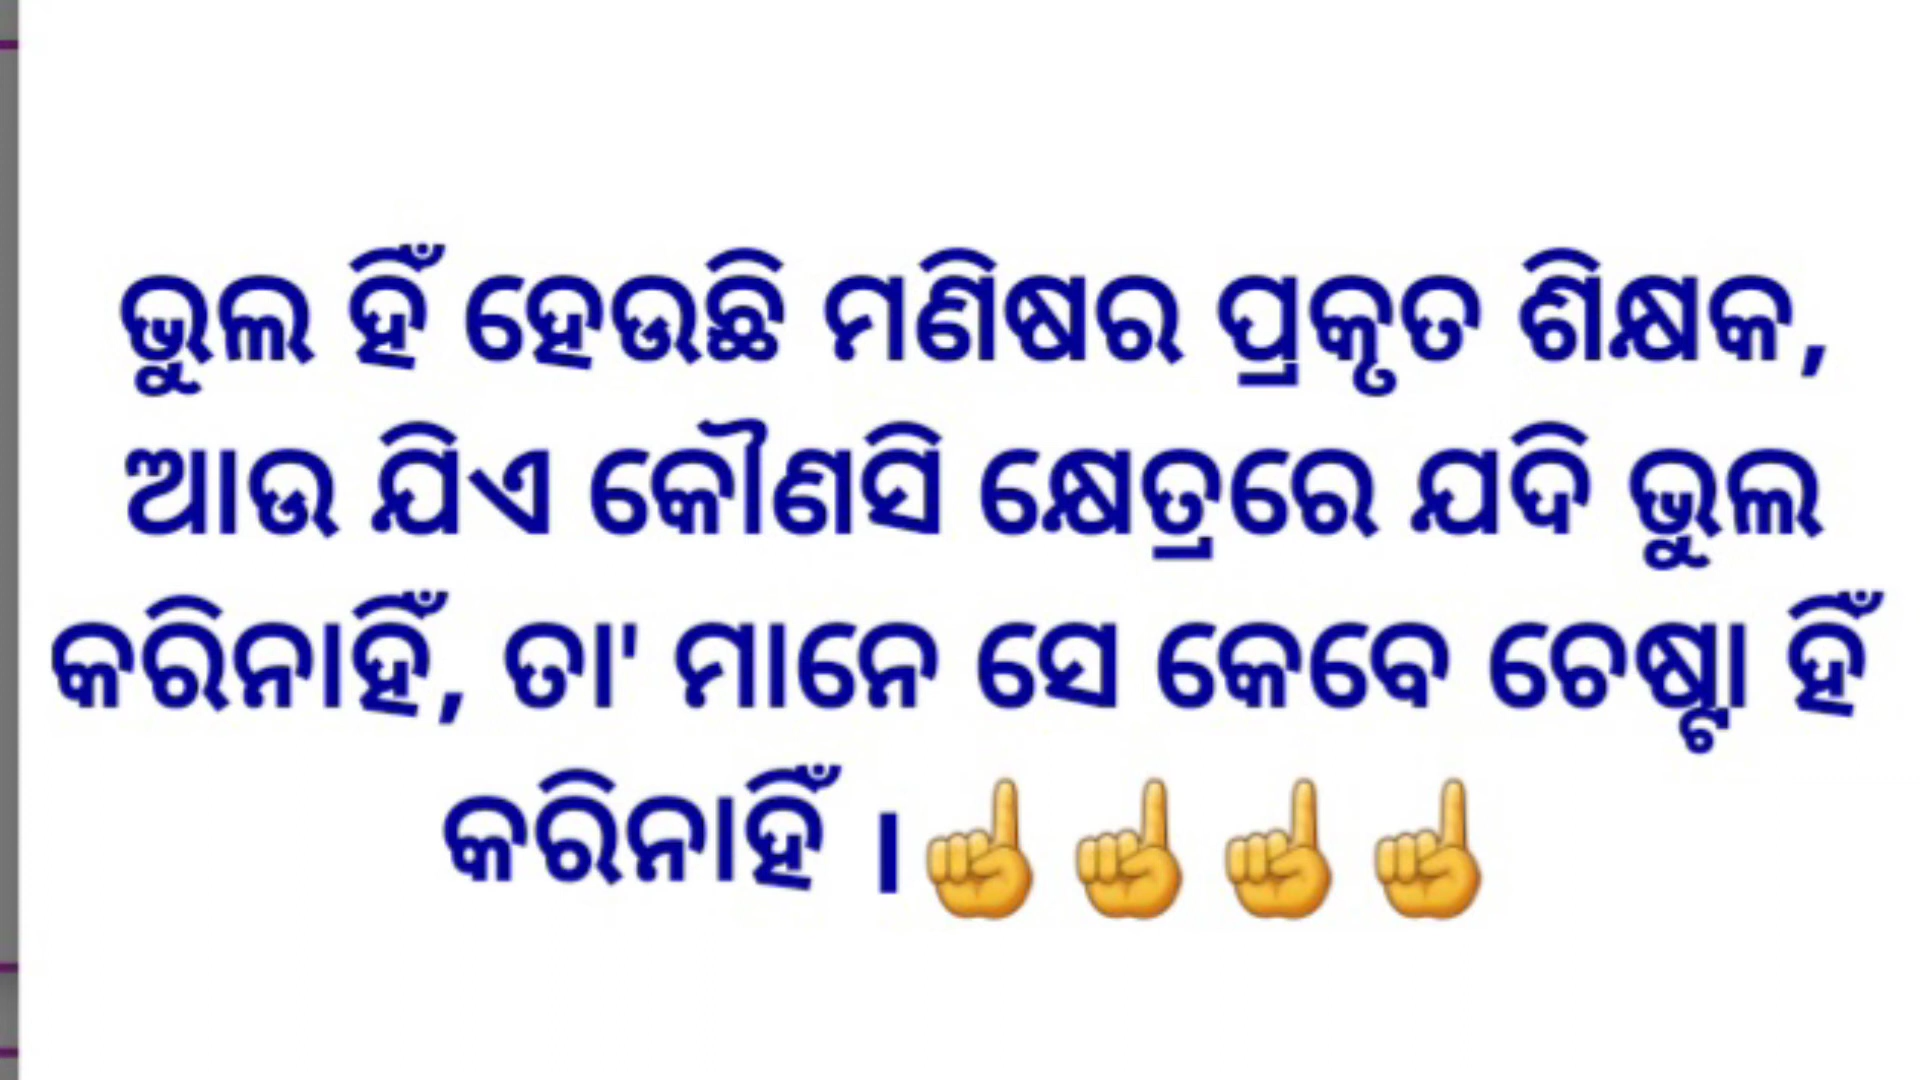 ଭୁଲ ହିଁ ହେଉଛି ମଣିଷର ପ୍ରକୃତ ଶିକ୍ଷକ,
ଆଉ ଯିଏ କୌଣସି କ୍ଷେତ୍ରରେ ଯଦି ଭୁଲ
କରିନାହିଁ, ତା' ମାନେ ସେ କେବେ ଚେଷ୍ଟା ହିଁ
କରିନାହିଁ ।☝☝☝☝